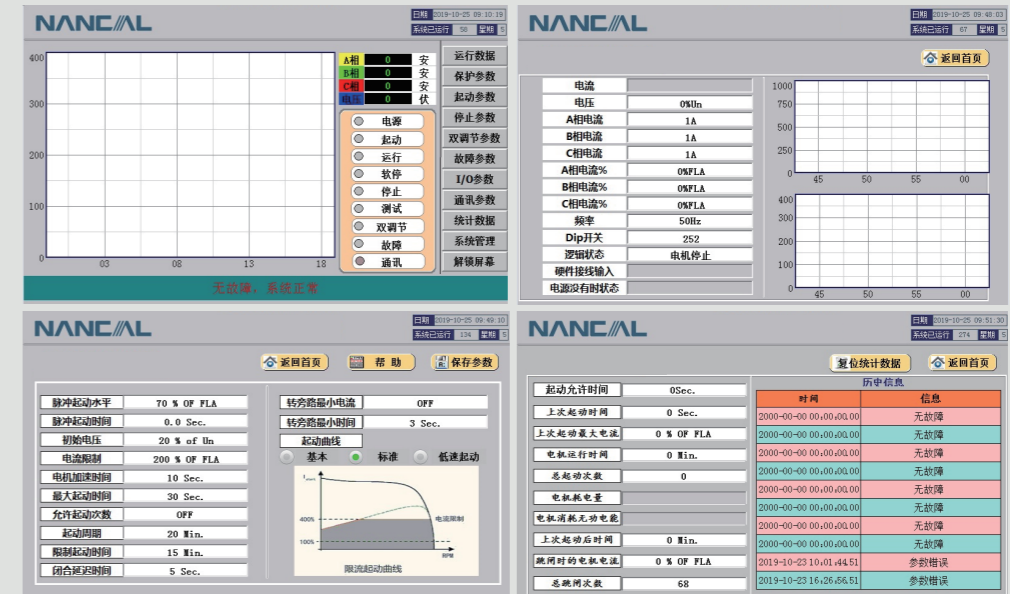 NANCAL
日期 2019-10-25 09:10:19
系统已运行 50 星期 5
400
300
200
100
0
03 08 13 18
A相 0 安
B相 0 安
C相 0 安
电压 0 伏
电源
起动
运行
软停
停止
测试
双调节
故障
通讯
运行数据
保护参数
起动参数
停止参数
双调节参数
故障参数
I/O参数
通讯参数
统计数据
系统管理
解锁屏幕
无故障、系统正常
NANCAL
日期 2019-10-25 09:48:03
系统已运行 67 星期 5
返回首页
电流
电压 0%Un
A相电流 1A
B相电流 1A
C相电流 1A
A相电流% 0%FLA
B相电流% 0%FLA
C相电流% 0%FLA
频率 50Hz
Dip开关 252
逻辑状态 电机停止
硬件接线输入
电源没有时状态
1000
750
500
250
0
45 50 55 00
400
300
200
100
0
45 50 55 00
NANCAL
日期 2019-10-25 09:49:10
系统已运行 134 星期 5
返回首页 帮助 保存参数
脉冲起动水平 70 % OF FLA
脉冲起动时间 0.0 Sec.
初始电压 20 % of Un
电流限制 200 % OF FLA
电机加速时间 10 Sec.
最大起动时间 30 Sec.
允许起动次数 OFF
起动周期 20 Min.
限制起动时间 15 Min.
闭合延迟时间 5 Sec.
转旁路最小电流 OFF
转旁路最小时间 3 Sec.
起动曲线
基本 标准 低速起动
400%
电流限制
100%
RPM
限流起动曲线
NANCAL
日期 2019-10-25 09:51:30
系统已运行 274 星期 5
复位统计数据 返回首页
起动允许时间 0Sec.
上次起动时间 0 Sec.
上次起动最大电流 0 % OF FLA
电机运行时间 0 Min.
总起动次数 0
电机耗电量
电机消耗无功电能
上次起动后时间 0 Min.
跳闸时的电机电流 0 % OF FLA
总跳闸次数 68
历史信息
时间 信息
2000-00-00 00:00:00.00 无故障
2000-00-00 00:00:00.00 无故障
2000-00-00 00:00:00.00 无故障
2000-00-00 00:00:00.00 无故障
2000-00-00 00:00:00.00 无故障
2000-00-00 00:00:00.00 无故障
2000-00-00 00:00:00.00 无故障
2000-00-00 00:00:00.00 无故障
2019-10-23 10:01:44.51 参数错误
2019-10-23 16:26:56.51 参数错误